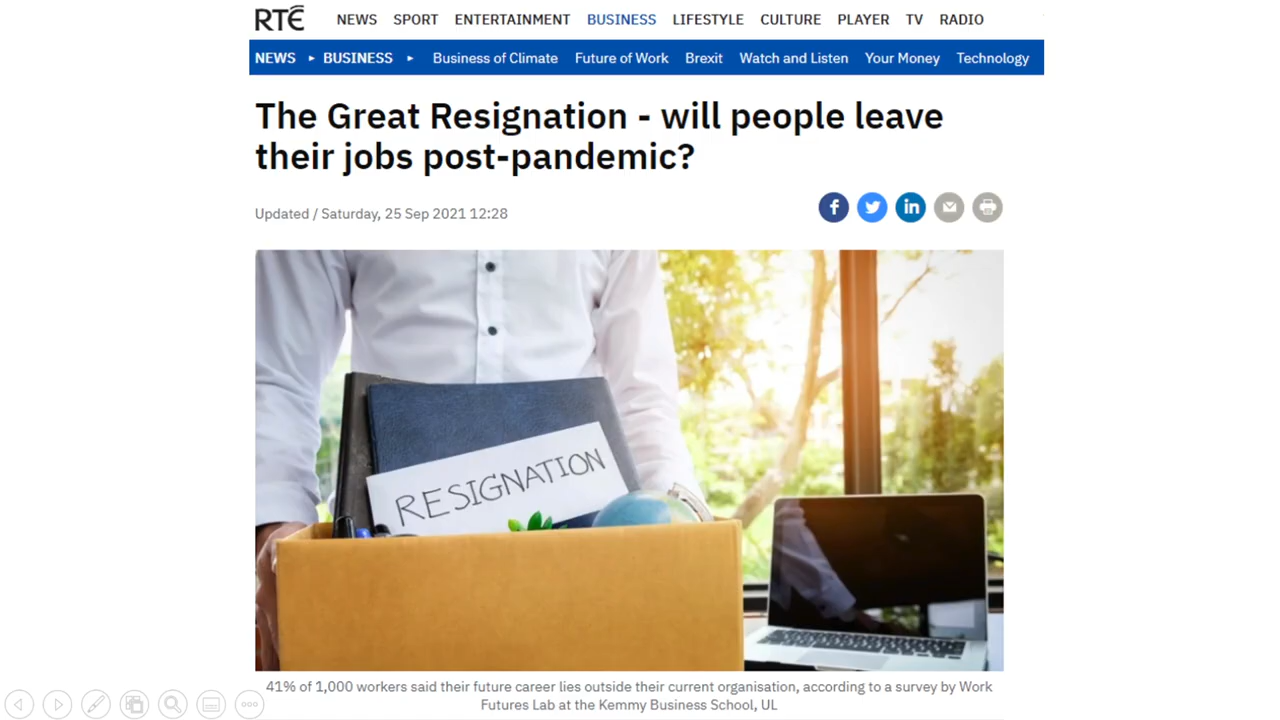 RTÉ NEWS SPORT ENTERTAINMENT BUSINESS LIFESTYLE CULTURE PLAYER TV RADIO
NEWS ▸ BUSINESS ▸ Business of Climate Future of Work Brexit Watch and Listen Your Money Technology
The Great Resignation - will people leave
their jobs post-pandemic?
Updated / Saturday, 25 Sep 2021 12:28
f in
RESIGNATION
41% of 1,000 workers said their future career lies outside their current organisation, according to a survey by Work
Futures Lab at the Kemmy Business School, UL